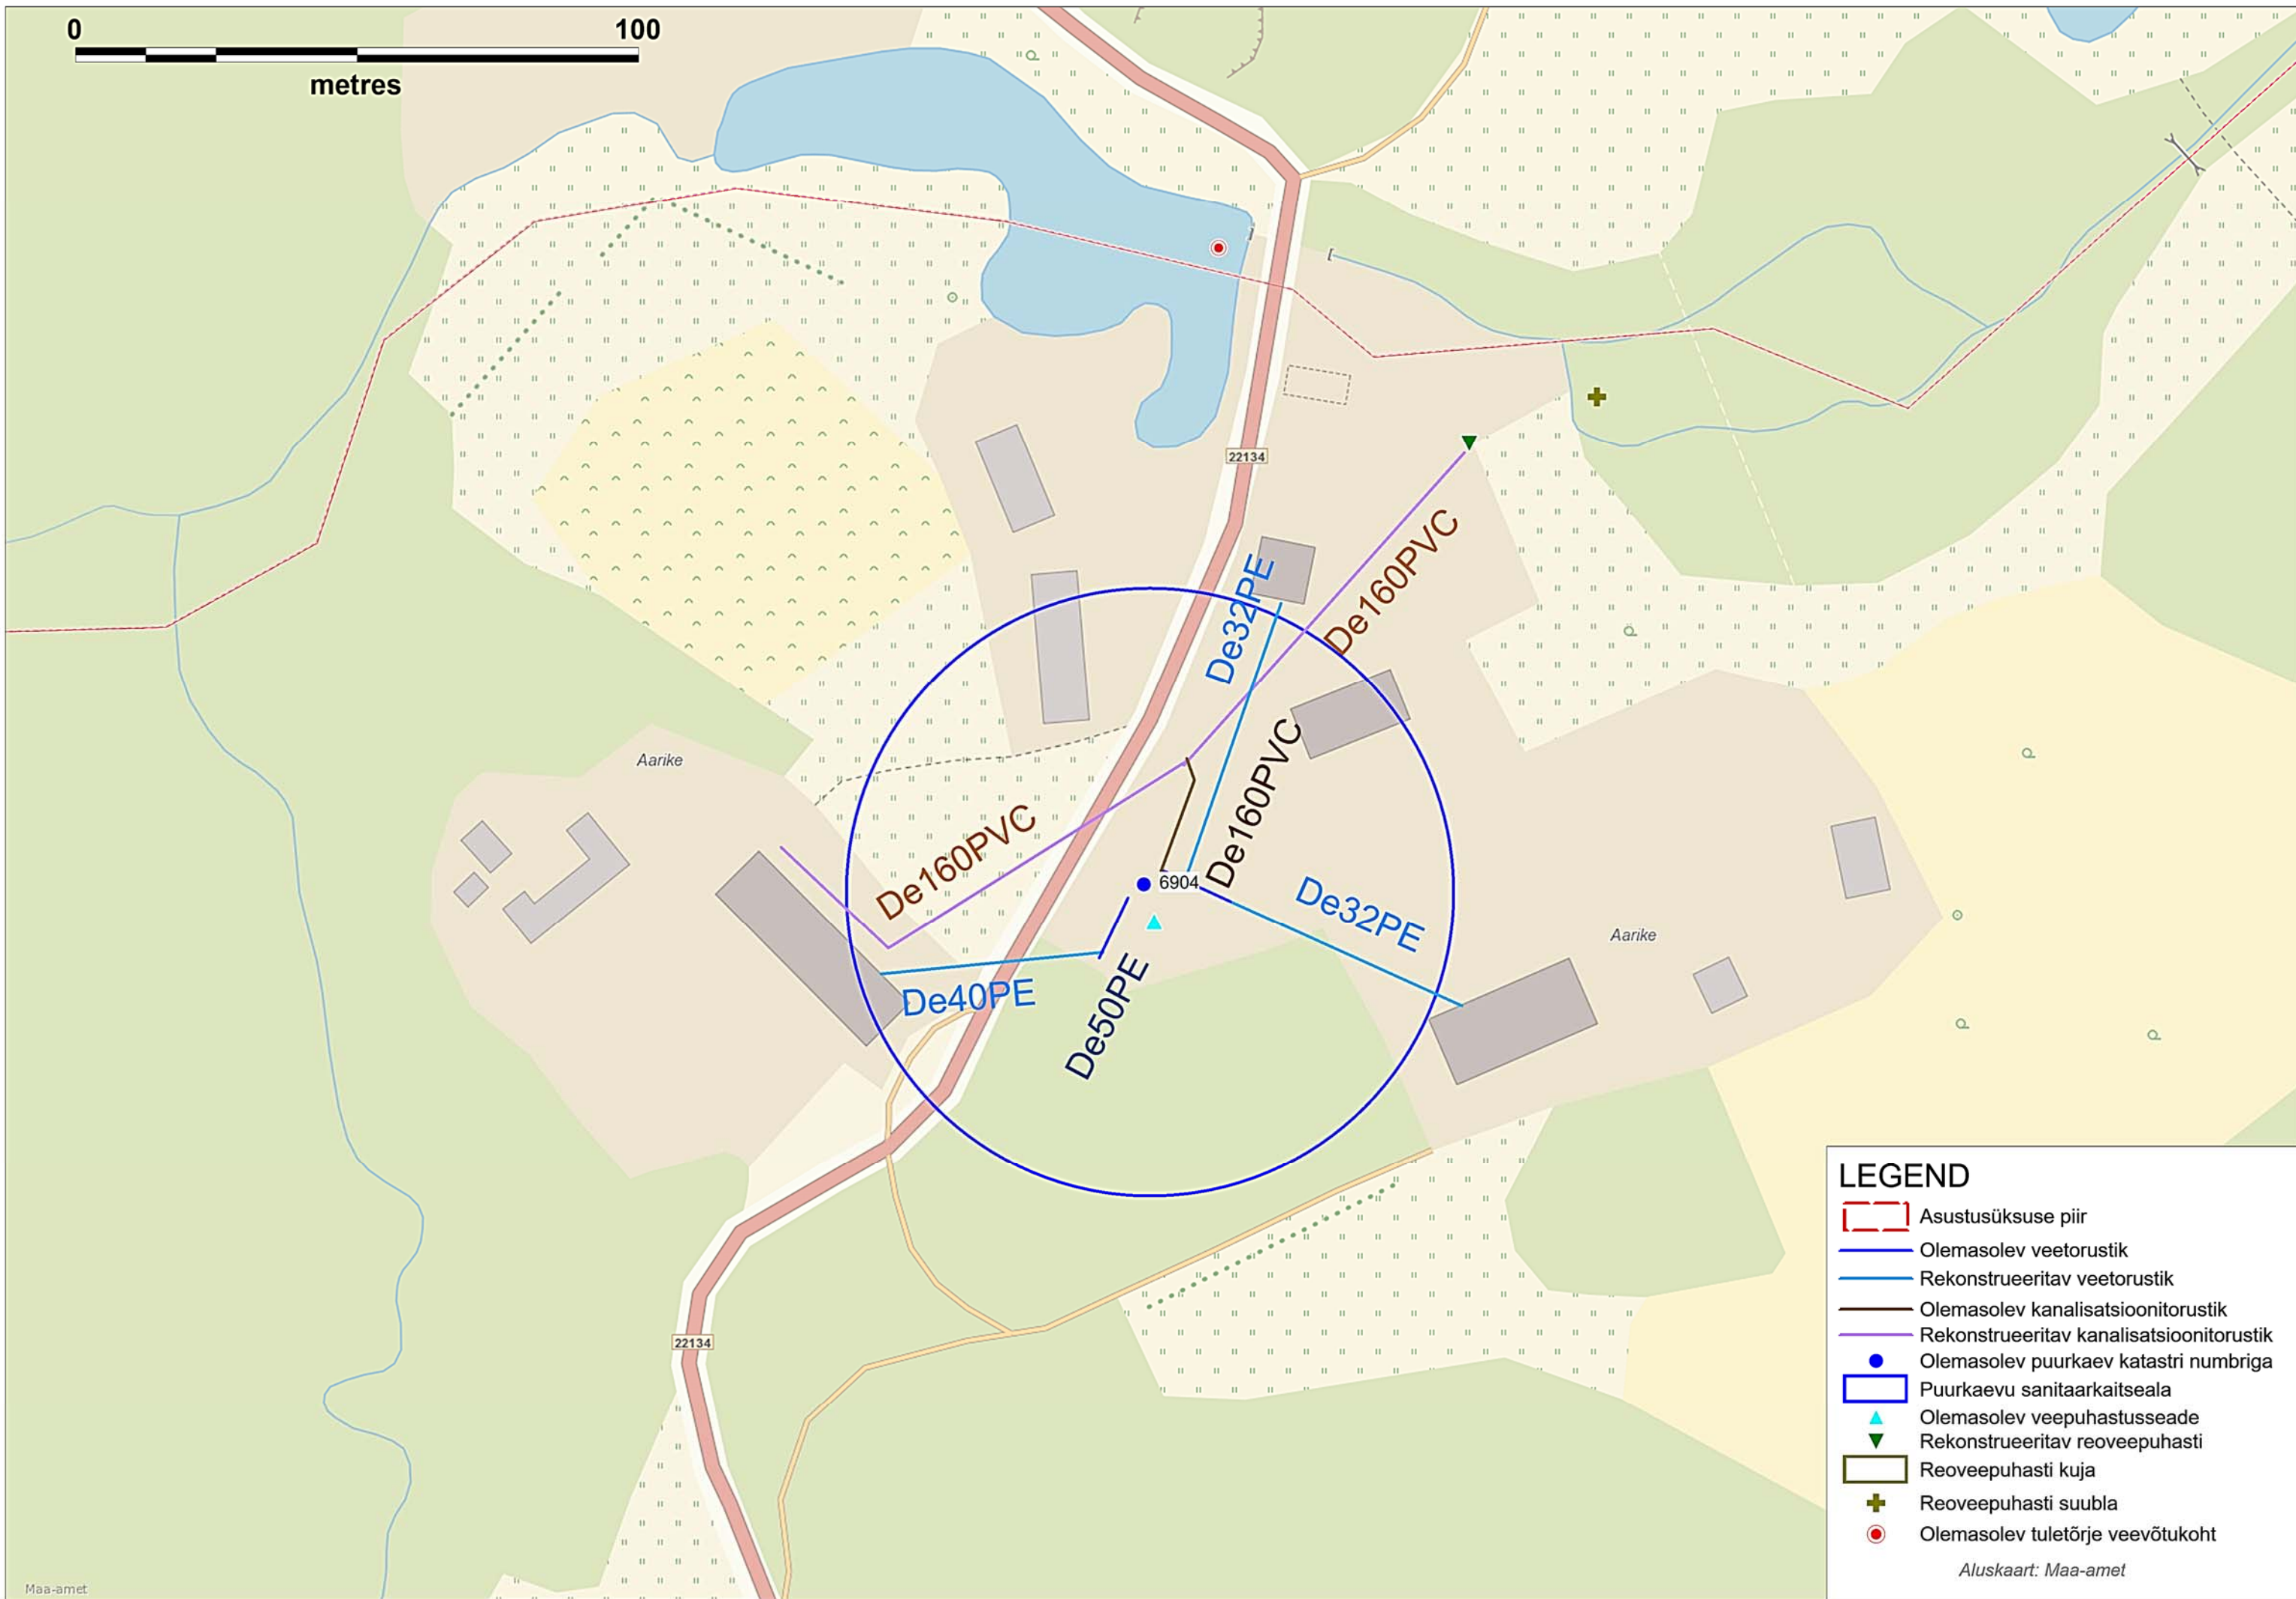 0 100
metres
22134
De32PE
De160PVC
Aarike
De160PVC
De160PVC
6904
De32PE
Aarike
De40PE
De50PE
22134
LEGEND
Asustusüksuse piir
Olemasolev veetorustik
Rekonstrueeritav veetorustik
Olemasolev kanalisatsioonitorustik
Rekonstrueeritav kanalisatsioonitorustik
Olemasolev puurkaev katastri numbriga
Puurkaevu sanitaarkaitseala
Olemasolev veepuhastusseade
Rekonstrueeritav reoveepuhasti
Reoveepuhasti kuja
Reoveepuhasti suubla
Olemasolev tuletõrje veevõtukoht
Aluskaart: Maa-amet
Maa-amet